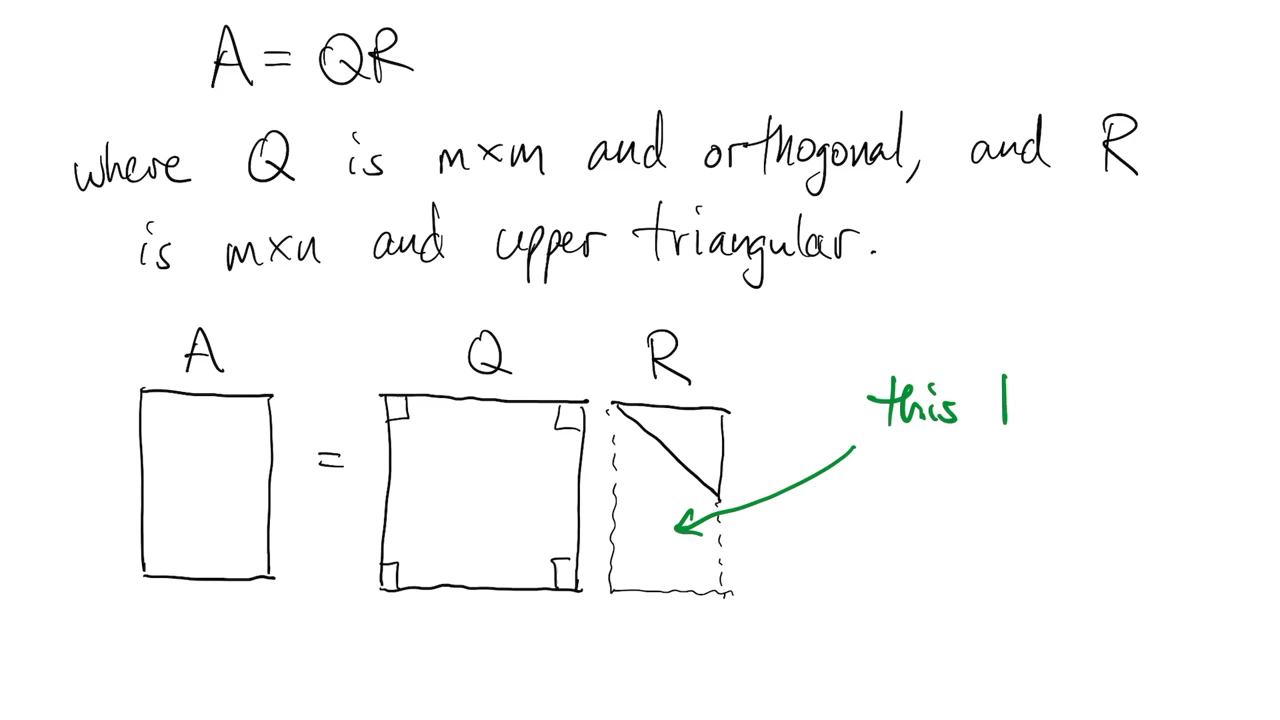 A = QR
where Q is m×m and orthogonal, and R
is m×n and upper triangular.
A Q R
=
this